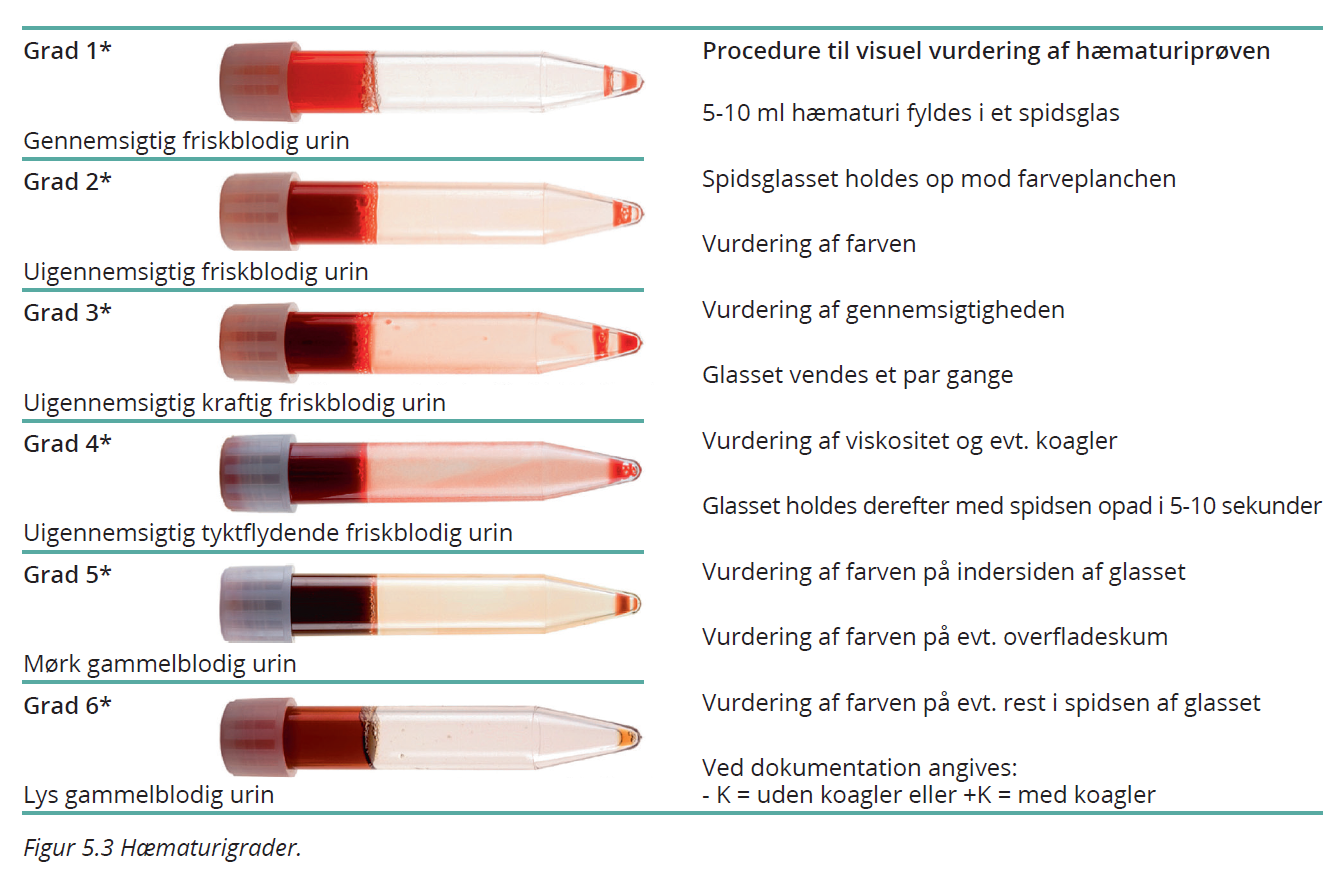 Grad 1*
Gennemsigtig friskblodig urin
Grad 2*
Uigennemsigtig friskblodig urin
Grad 3*
Uigennemsigtig kraftig friskblodig urin
Grad 4*
Uigennemsigtig tyktflydende friskblodig urin
Grad 5*
Mørk gammelblodig urin
Grad 6*
Lys gammelblodig urin
Procedure til visuel vurdering af hæmaturiprøven
5-10 ml hæmaturi fyldes i et spidsglas
Spidsglasset holdes op mod farveplanchen
Vurdering af farven
Vurdering af gennemsigtigheden
Glasset vendes et par gange
Vurdering af viskositet og evt. koagler
Glasset holdes derefter med spidsen opad i 5-10 sekunder
Vurdering af farven på indersiden af glasset
Vurdering af farven på evt. overfladeskum
Vurdering af farven på evt. rest i spidsen af glasset
Ved dokumentation angives:
- K = uden koagler eller +K = med koagler
Figur 5.3 Hæmaturigrader.